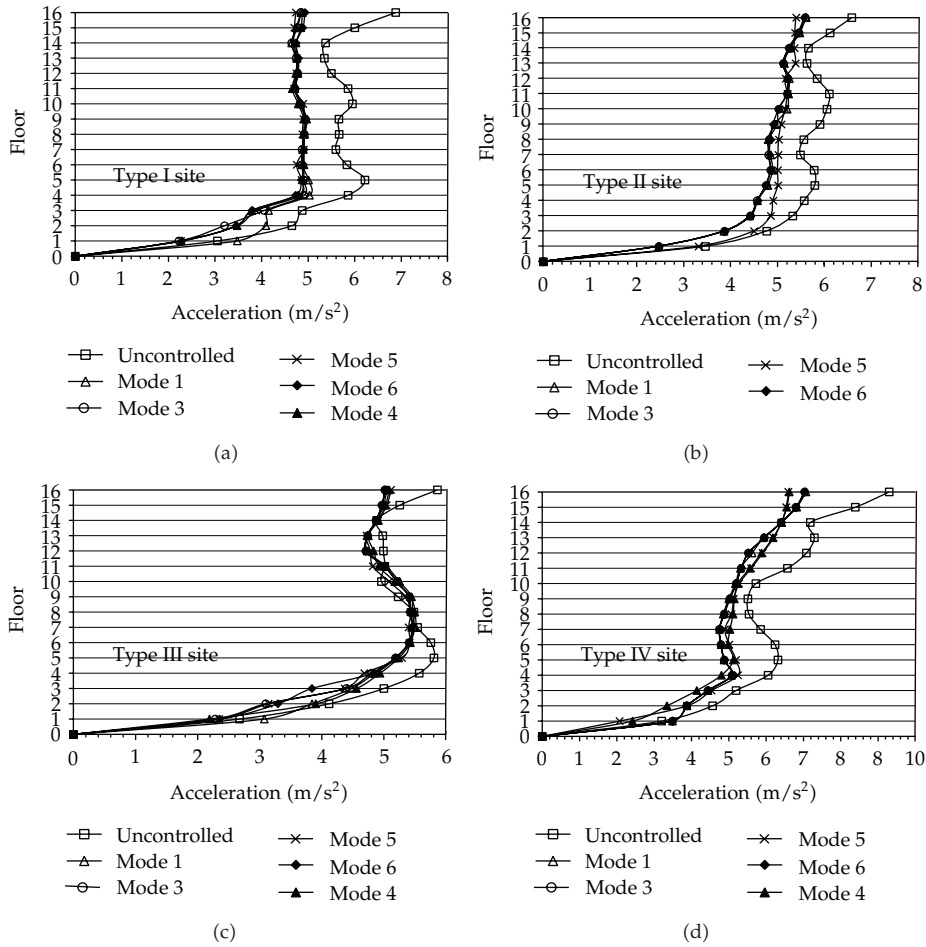 Floor
16
15
14
13
12
11
10
9
8
7
6
5
4
3
2
1
0
Type I site
0 1 2 3 4 5 6 7 8
Acceleration (m/s²)
Uncontrolled
Mode 1
Mode 3
Mode 5
Mode 6
Mode 4
(a)
Floor
16
15
14
13
12
11
10
9
8
7
6
5
4
3
2
1
0
Type II site
0 1 2 3 4 5 6 7 8
Acceleration (m/s²)
Uncontrolled
Mode 1
Mode 3
Mode 5
Mode 6
(b)
Floor
16
15
14
13
12
11
10
9
8
7
6
5
4
3
2
1
0
Type III site
0 1 2 3 4 5 6
Acceleration (m/s²)
Uncontrolled
Mode 1
Mode 3
Mode 5
Mode 6
Mode 4
(c)
Floor
16
15
14
13
12
11
10
9
8
7
6
5
4
3
2
1
0
Type IV site
0 1 2 3 4 5 6 7 8 9 10
Acceleration (m/s²)
Uncontrolled
Mode 1
Mode 3
Mode 5
Mode 6
Mode 4
(d)